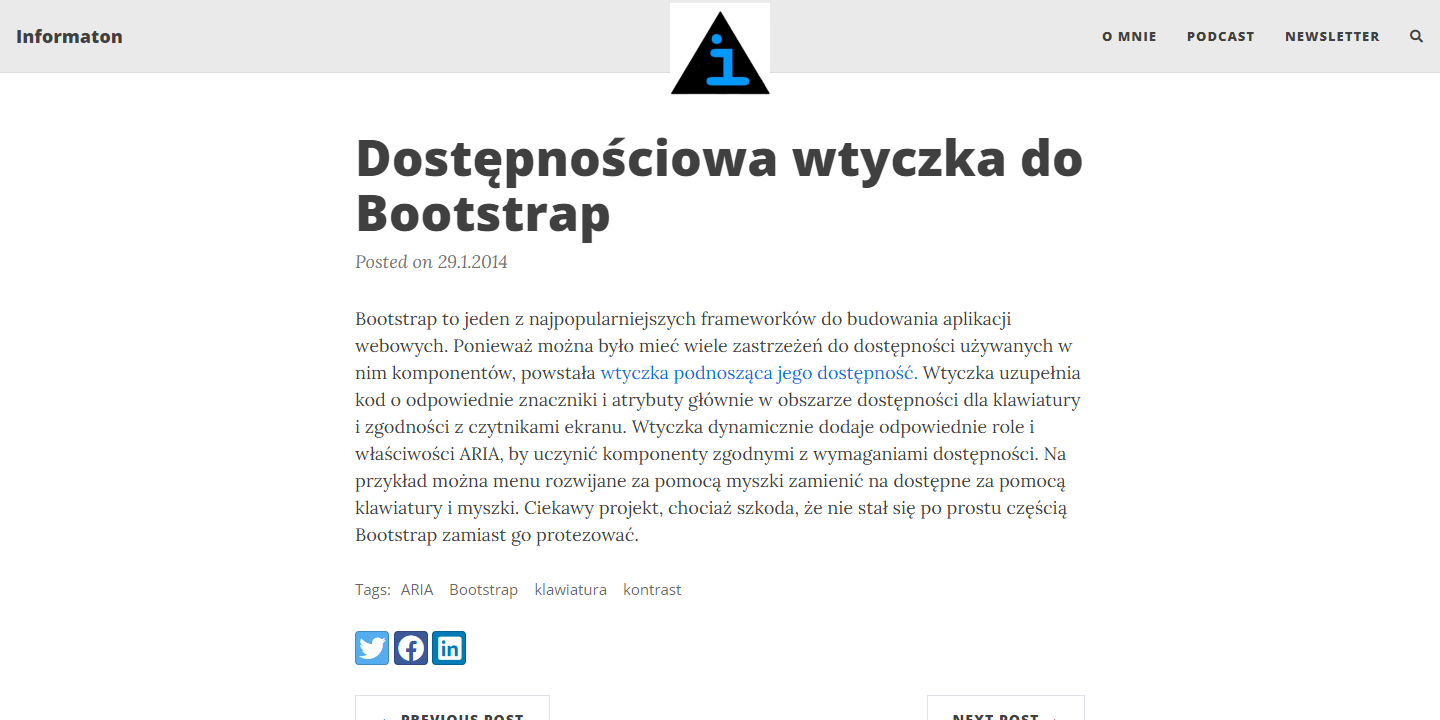 Informaton
i
O MNIE
PODCAST
NEWSLETTER
Dostępnościowa wtyczka do
Bootstrap
Posted on 29.1.2014
Bootstrap to jeden z najpopularniejszych frameworków do budowania aplikacji
webowych. Ponieważ można było mieć wiele zastrzeżeń do dostępności używanych w
nim komponentów, powstała wtyczka podnosząca jego dostępność. Wtyczka uzupełnia
kod o odpowiednie znaczniki i atrybuty głównie w obszarze dostępności dla klawiatury
i zgodności z czytnikami ekranu. Wtyczka dynamicznie dodaje odpowiednie role i
właściwości ARIA, by uczynić komponenty zgodnymi z wymaganiami dostępności. Na
przykład można menu rozwijane za pomocą myszki zamienić na dostępne za pomocą
klawiatury i myszki. Ciekawy projekt, chociaż szkoda, że nie stał się po prostu częścią
Bootstrap zamiast go protezować.
Tags: ARIA Bootstrap klawiatura kontrast
in
← PREVIOUS POST
NEXT POST →